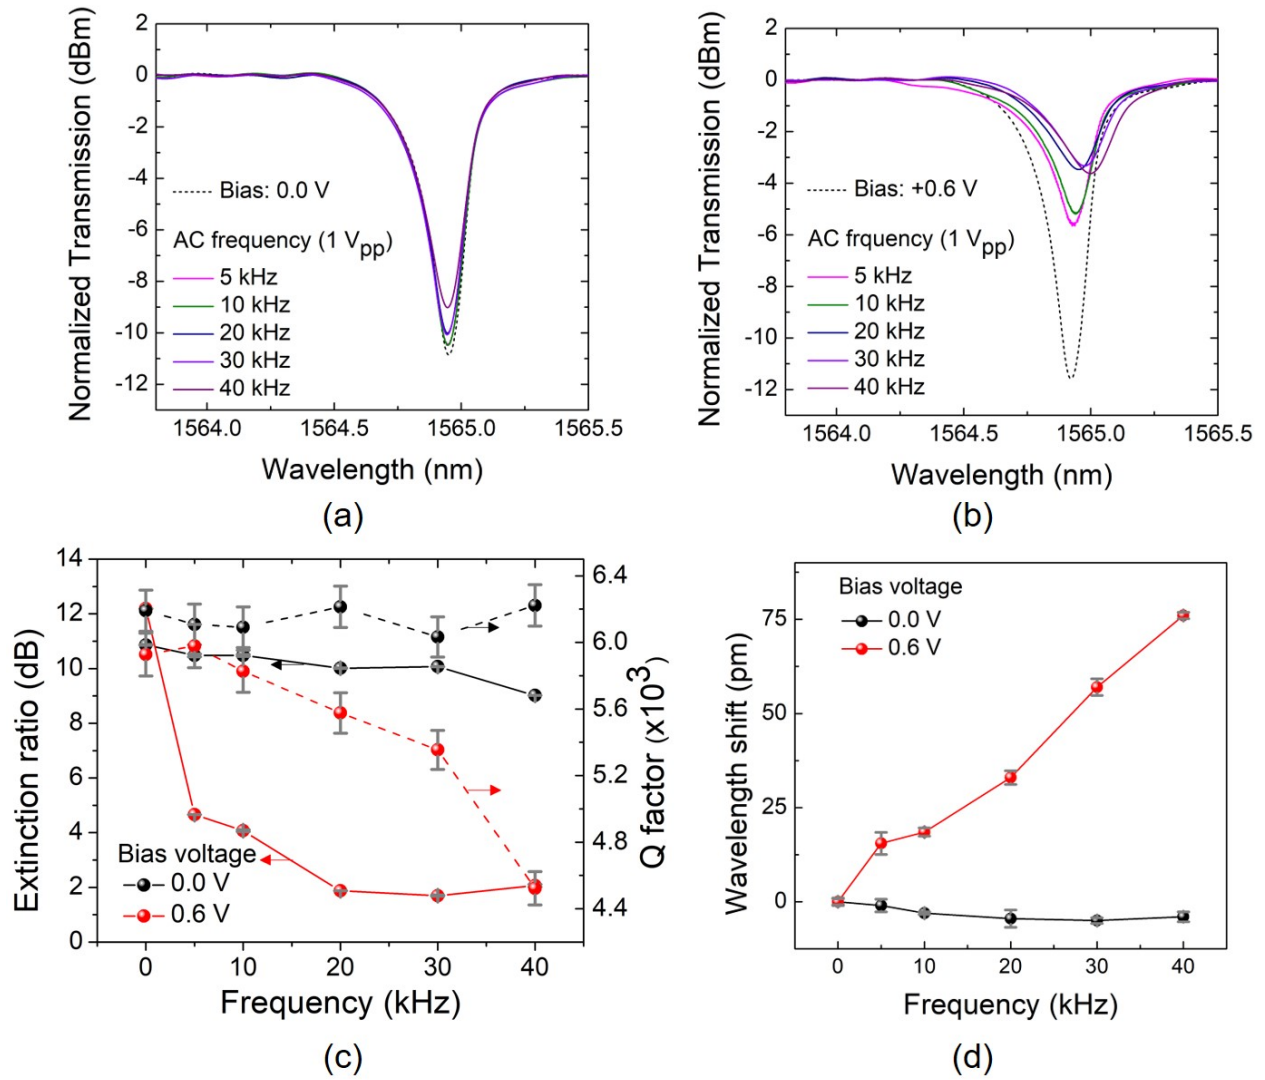 2
0
-2
-4
-6
-8
-10
-12
Normalized Transmission (dBm)
Bias: 0.0 V
AC frequency (1 Vpp)
5 kHz
10 kHz
20 kHz
30 kHz
40 kHz
1564.0 1564.5 1565.0 1565.5
Wavelength (nm)
(a)
2
0
-2
-4
-6
-8
-10
-12
Normalized Transmission (dBm)
Bias: +0.6 V
AC frquency (1 Vpp)
5 kHz
10 kHz
20 kHz
30 kHz
40 kHz
1564.0 1564.5 1565.0 1565.5
Wavelength (nm)
(b)
14
12
10
8
6
4
2
0
Extinction ratio (dB)
Bias voltage
0.0 V
0.6 V
6.4
6.0
5.6
5.2
4.8
4.4
Q factor (x10³)
0 10 20 30 40
Frequency (kHz)
(c)
75
50
25
0
Wavelength shift (pm)
Bias voltage
0.0 V
0.6 V
0 10 20 30 40
Frequency (kHz)
(d)